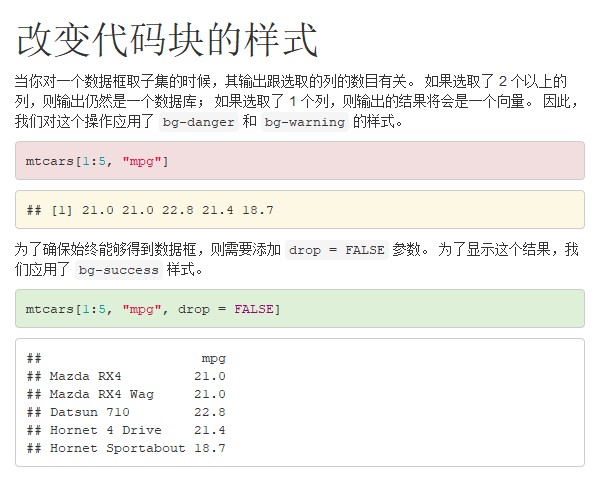 改变代码块的样式
当你对一个数据框取子集的时候，其输出跟选取的列的数目有关。 如果选取了 2 个以上的
列，则输出仍然是一个数据库； 如果选取了 1 个列，则输出的结果将会是一个向量。 因此，
我们对这个操作应用了 bg-danger 和 bg-warning 的样式。
mtcars[1:5, "mpg"]
## [1] 21.0 21.0 22.8 21.4 18.7
为了确保始终能够得到数据框，则需要添加 drop = FALSE 参数。 为了显示这个结果，我
们应用了 bg-success 样式。
mtcars[1:5, "mpg", drop = FALSE]
##                    mpg
## Mazda RX4         21.0
## Mazda RX4 Wag     21.0
## Datsun 710        22.8
## Hornet 4 Drive    21.4
## Hornet Sportabout 18.7